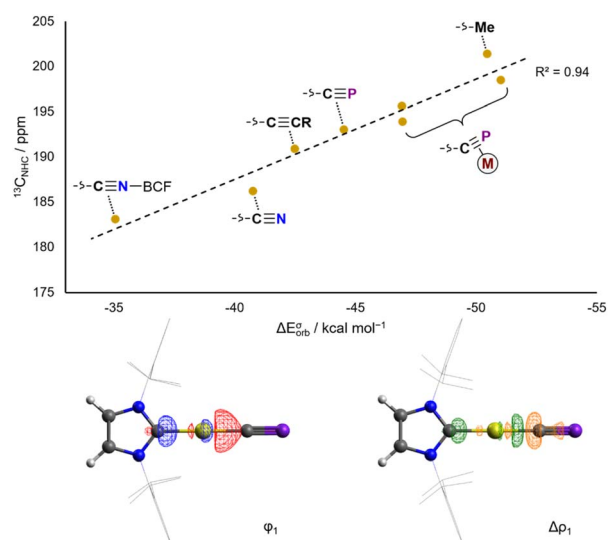 Me
R² = 0.94
C≡P
C≡CR
C≡P
M
C≡N—BCF
C≡N
205
200
195
190
185
180
175
¹³C_NHC / ppm
-35
-40
-45
-50
-55
ΔE^σ_orb / kcal mol⁻¹
φ₁
Δρ₁